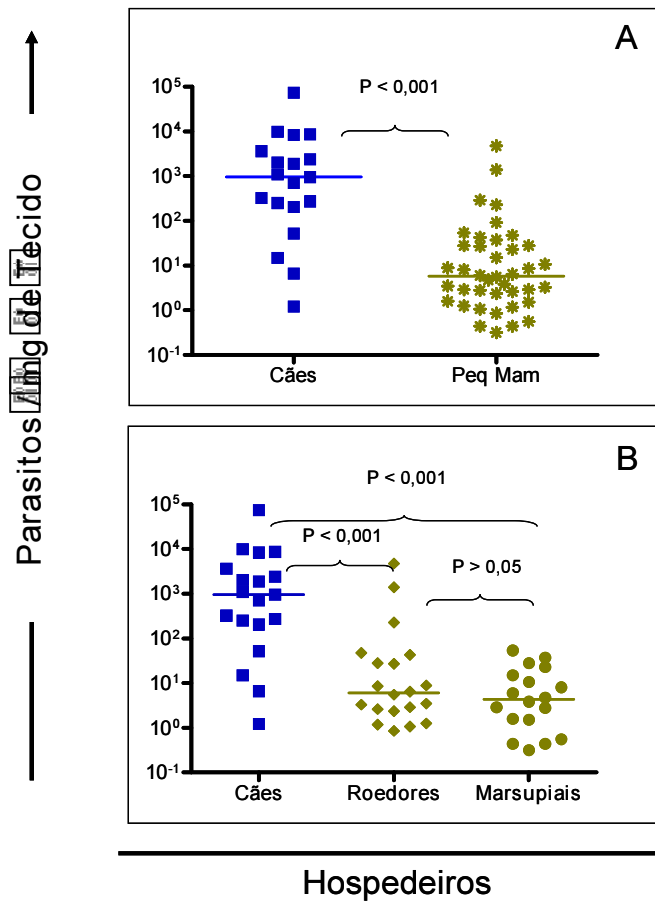 Parasitos /mg de Tecido
A
P < 0,001
10⁵
10⁴
10³
10²
10¹
10⁰
10⁻¹
Cães Peq Mam
B
P < 0,001
P < 0,001
P > 0,05
10⁵
10⁴
10³
10²
10¹
10⁰
10⁻¹
Cães Roedores Marsupiais
Hospedeiros